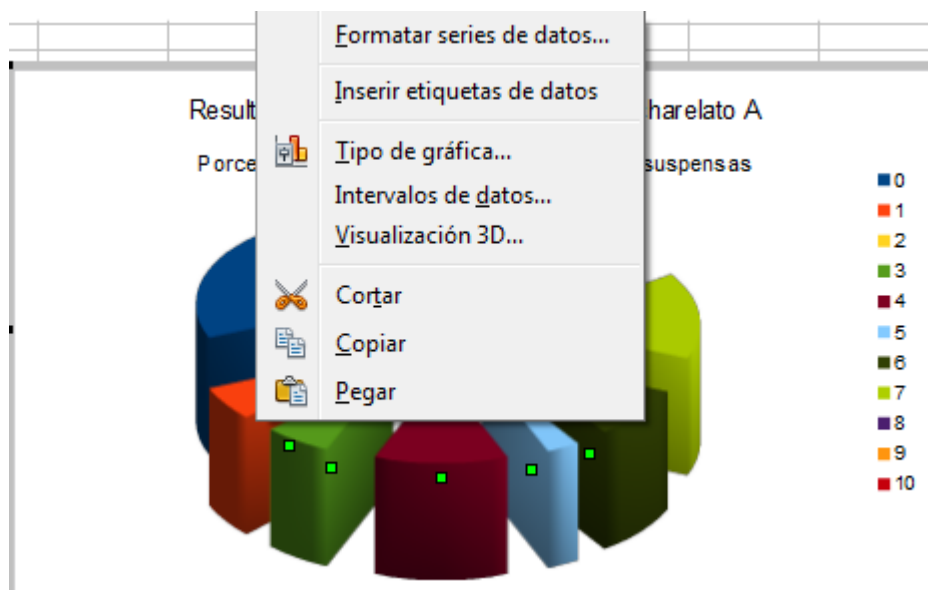 Formatar series de datos...
Inserir etiquetas de datos
Result harelato A
Tipo de gráfica...
Porce suspensas
Intervalos de datos...
Visualización 3D...
Cortar
Copiar
Pegar
0
1
2
3
4
5
6
7
8
9
10